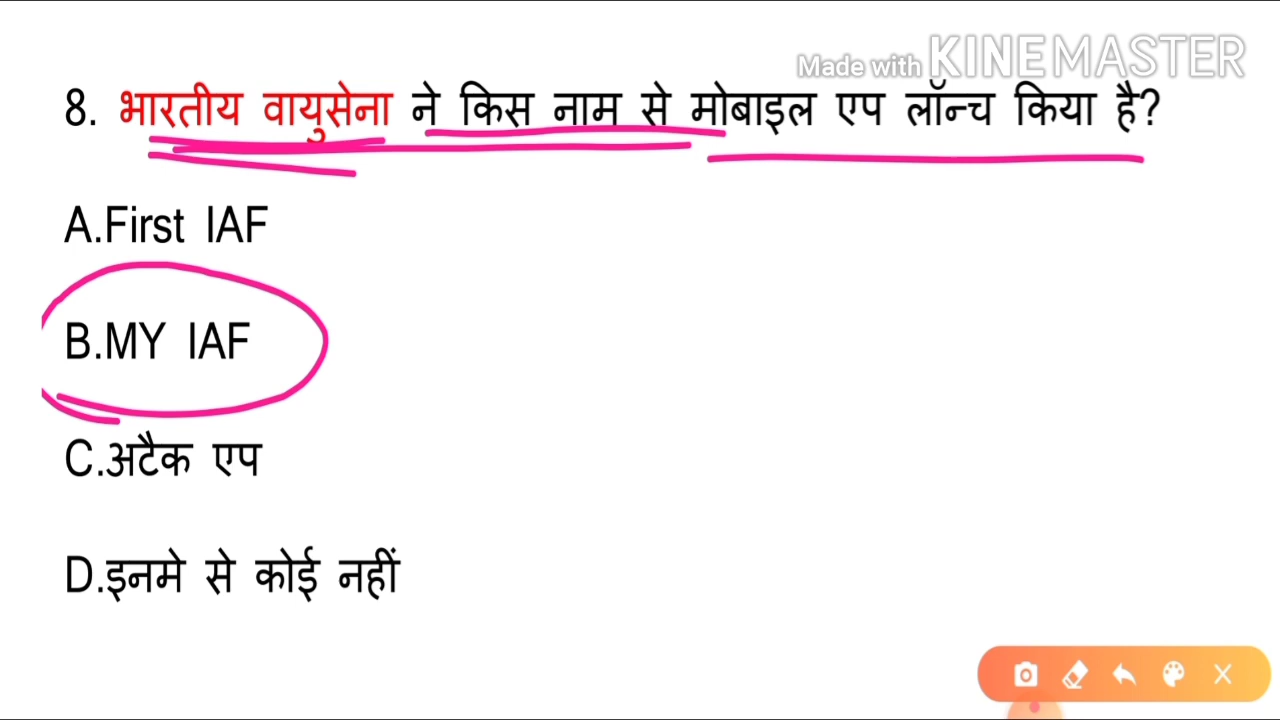 Made with KINEMASTER
8. भारतीय वायुसेना ने किस नाम से मोबाइल एप लॉन्च किया है?
A.First IAF
B.MY IAF
C.अटैक एप
D.इनमे से कोई नहीं